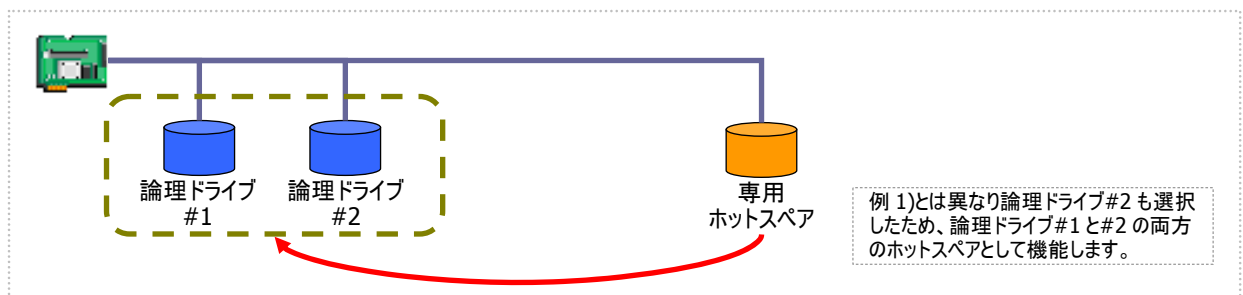 論理ドライブ
#1
論理ドライブ
#2
専用
ホットスペア
例 1)とは異なり論理ドライブ#2 も選択
したため、論理ドライブ#1 と#2 の両方
のホットスペアとして機能します。